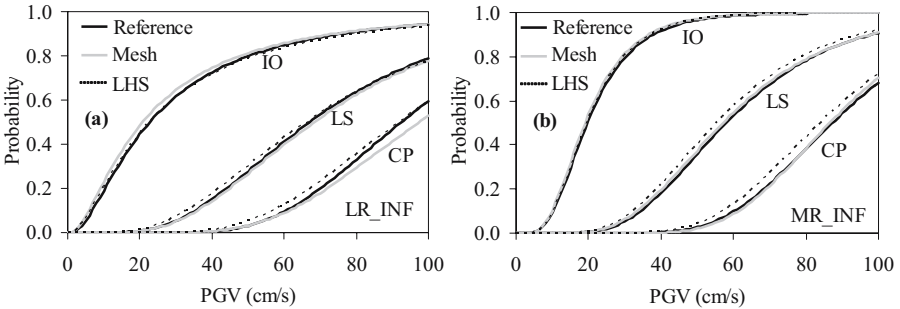 1.0
0.8
0.6
0.4
0.2
0.0
Probability
Reference
Mesh
LHS
(a)
IO
LS
CP
LR_INF
0 20 40 60 80 100
PGV (cm/s)
1.0
0.8
0.6
0.4
0.2
0.0
Probability
Reference
Mesh
LHS
(b)
IO
LS
CP
MR_INF
0 20 40 60 80 100
PGV (cm/s)